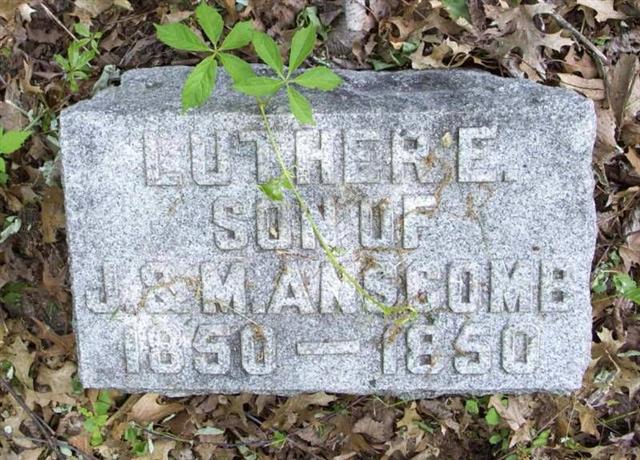 LUTHER E.
SON OF
J. & M. ANSCOMB
1850 — 1850